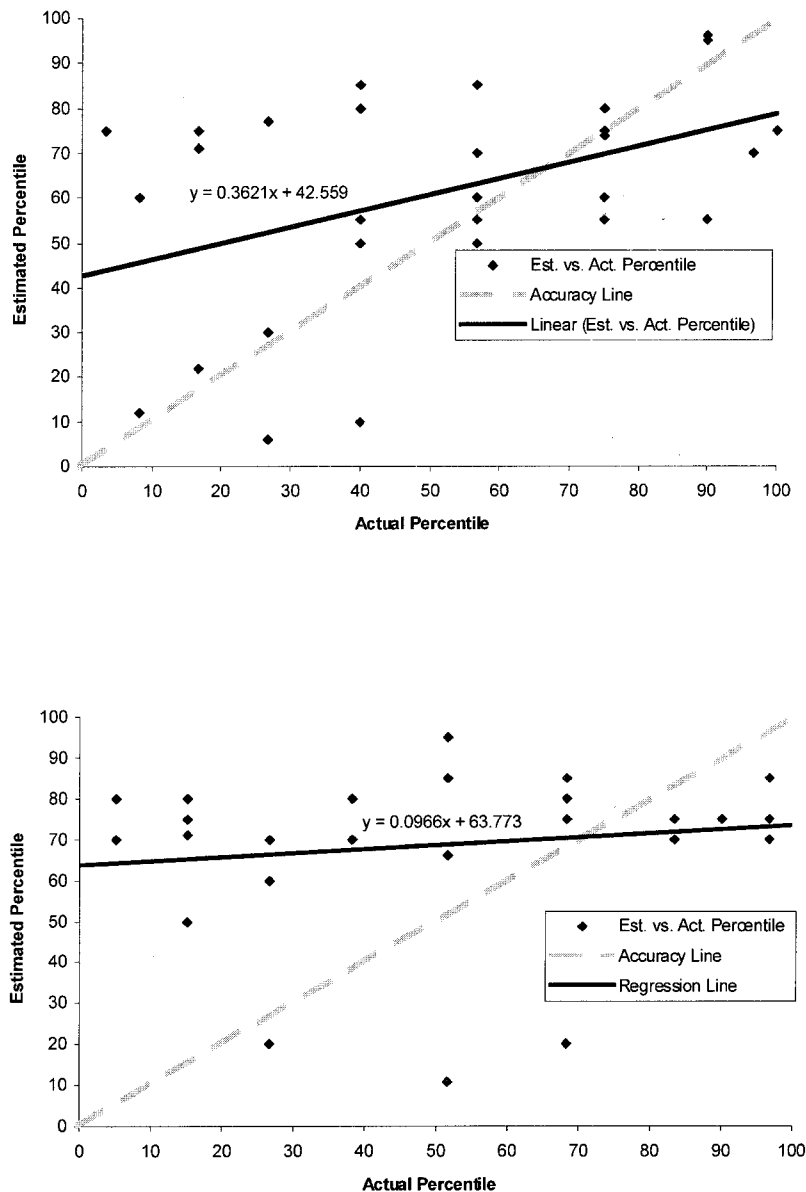 100
90
80
70
60
50
40
30
20
10
0
Estimated Percentile
y = 0.3621x + 42.559
Est. vs. Act. Percentile
Accuracy Line
Linear (Est. vs. Act. Percentile)
0 10 20 30 40 50 60 70 80 90 100
Actual Percentile
100
90
80
70
60
50
40
30
20
10
0
Estimated Percentile
y = 0.0966x + 63.773
Est. vs. Act. Percentile
Accuracy Line
Regression Line
0 10 20 30 40 50 60 70 80 90 100
Actual Percentile